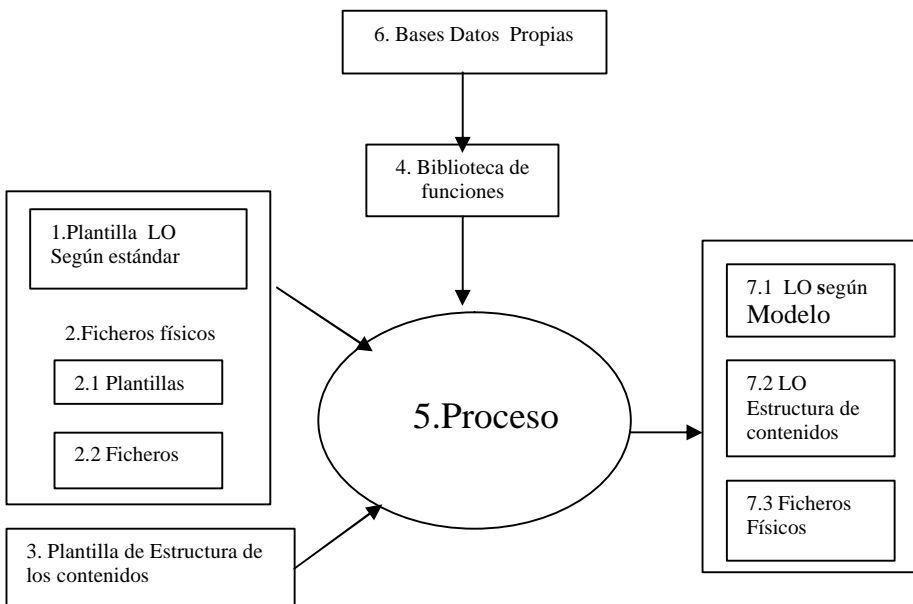 6. Bases Datos Propias
4. Biblioteca de
funciones
1.Plantilla LO
Según estándar
2.Ficheros físicos
2.1 Plantillas
2.2 Ficheros
3. Plantilla de Estructura de
los contenidos
5.Proceso
7.1 LO según
Modelo
7.2 LO
Estructura de
contenidos
7.3 Ficheros
Físicos